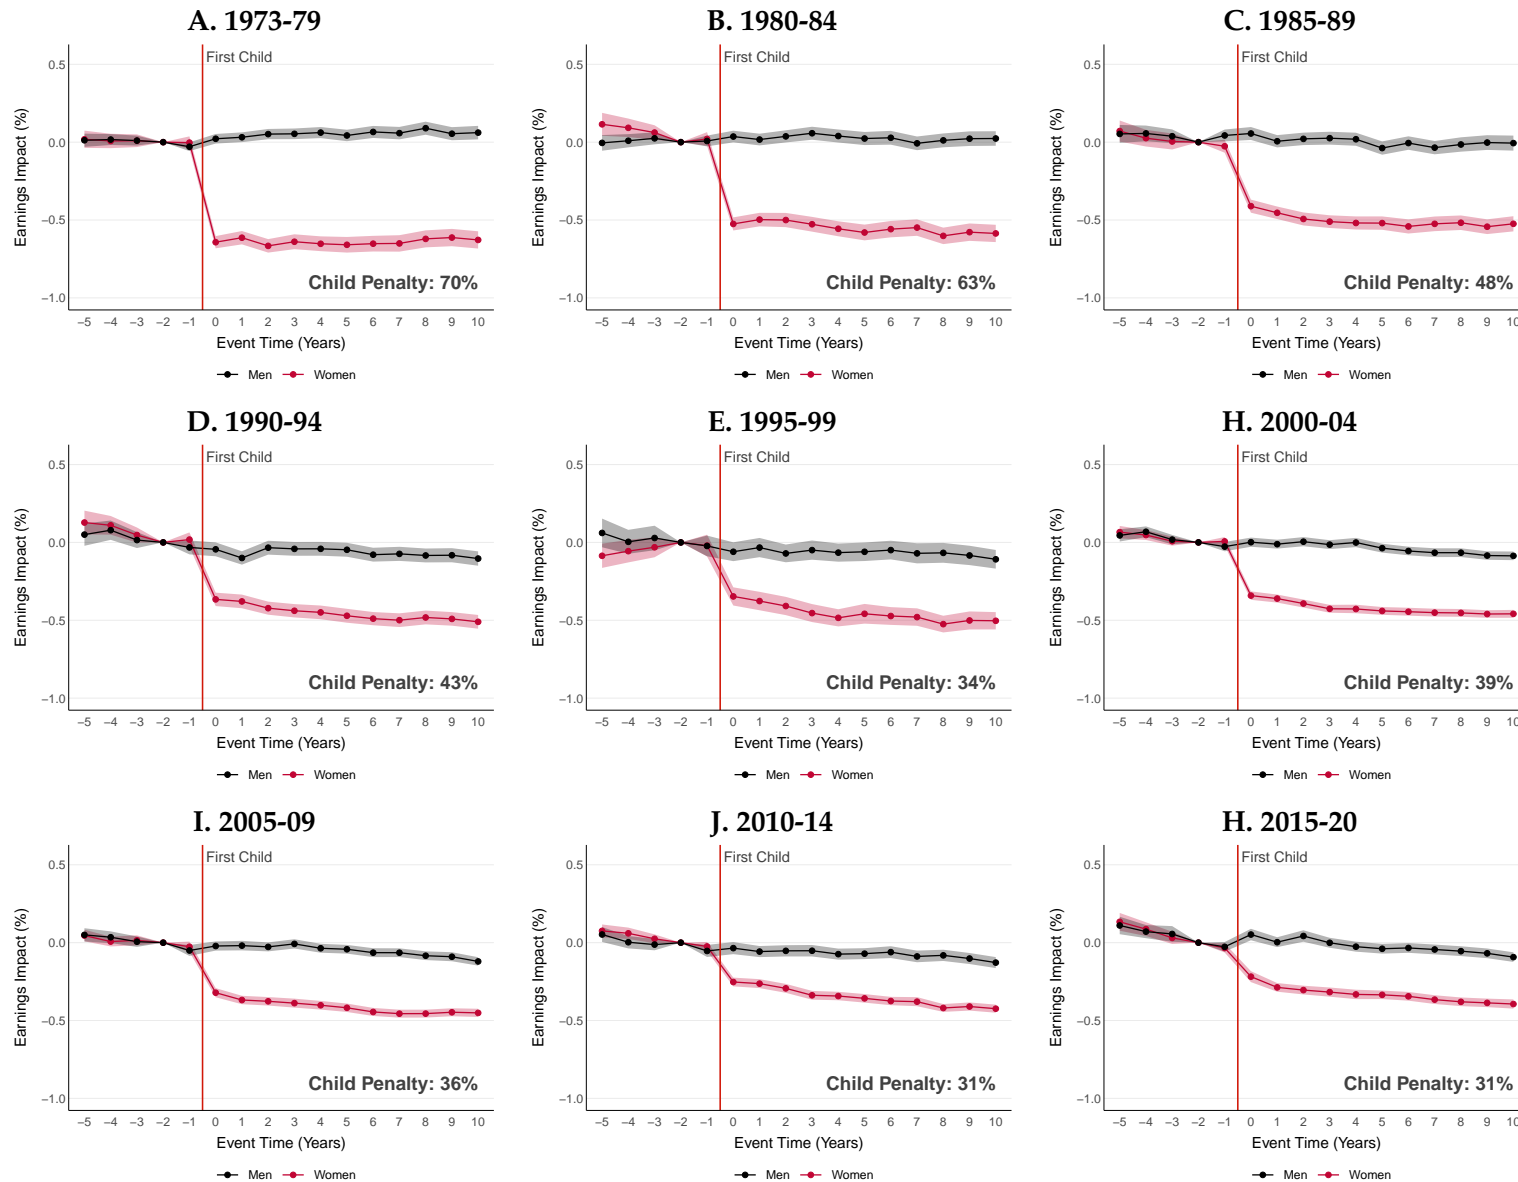 A. 1973-79
First Child
Earnings Impact (%)
0.5
0.0
−0.5
−1.0
Child Penalty: 70%
−5 −4 −3 −2 −1 0 1 2 3 4 5 6 7 8 9 10
Event Time (Years)
Men Women
B. 1980-84
First Child
Earnings Impact (%)
0.5
0.0
−0.5
−1.0
Child Penalty: 63%
−5 −4 −3 −2 −1 0 1 2 3 4 5 6 7 8 9 10
Event Time (Years)
Men Women
C. 1985-89
First Child
Earnings Impact (%)
0.5
0.0
−0.5
−1.0
Child Penalty: 48%
−5 −4 −3 −2 −1 0 1 2 3 4 5 6 7 8 9 10
Event Time (Years)
Men Women
D. 1990-94
First Child
Earnings Impact (%)
0.5
0.0
−0.5
−1.0
Child Penalty: 43%
−5 −4 −3 −2 −1 0 1 2 3 4 5 6 7 8 9 10
Event Time (Years)
Men Women
E. 1995-99
First Child
Earnings Impact (%)
0.5
0.0
−0.5
−1.0
Child Penalty: 34%
−5 −4 −3 −2 −1 0 1 2 3 4 5 6 7 8 9 10
Event Time (Years)
Men Women
H. 2000-04
First Child
Earnings Impact (%)
0.5
0.0
−0.5
−1.0
Child Penalty: 39%
−5 −4 −3 −2 −1 0 1 2 3 4 5 6 7 8 9 10
Event Time (Years)
Men Women
I. 2005-09
First Child
Earnings Impact (%)
0.5
0.0
−0.5
−1.0
Child Penalty: 36%
−5 −4 −3 −2 −1 0 1 2 3 4 5 6 7 8 9 10
Event Time (Years)
Men Women
J. 2010-14
First Child
Earnings Impact (%)
0.5
0.0
−0.5
−1.0
Child Penalty: 31%
−5 −4 −3 −2 −1 0 1 2 3 4 5 6 7 8 9 10
Event Time (Years)
Men Women
H. 2015-20
First Child
Earnings Impact (%)
0.5
0.0
−0.5
−1.0
Child Penalty: 31%
−5 −4 −3 −2 −1 0 1 2 3 4 5 6 7 8 9 10
Event Time (Years)
Men Women